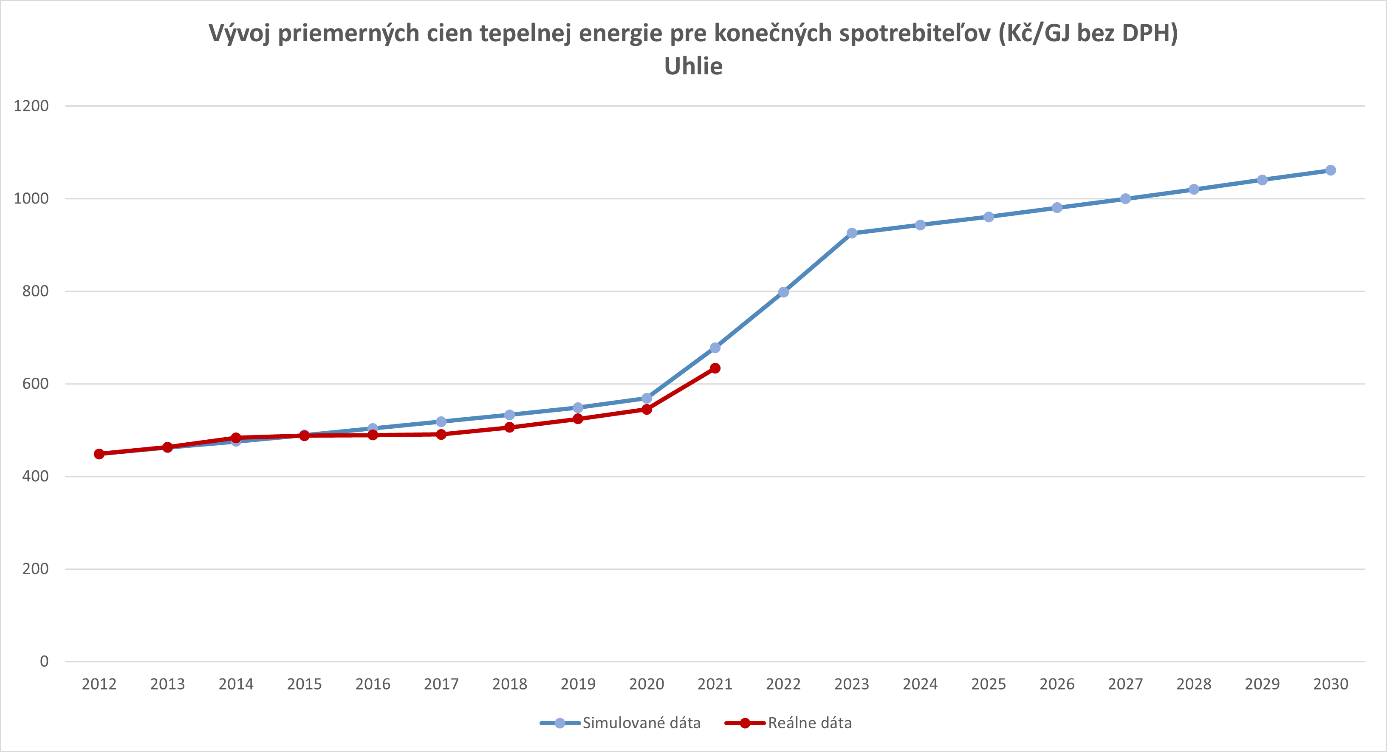 Vývoj priemerných cien tepelnej energie pre konečných spotrebiteľov (Kč/GJ bez DPH)
Uhlie
1200
1000
800
600
400
200
0
2012 2013 2014 2015 2016 2017 2018 2019 2020 2021 2022 2023 2024 2025 2026 2027 2028 2029 2030
Simulované dáta Reálne dáta